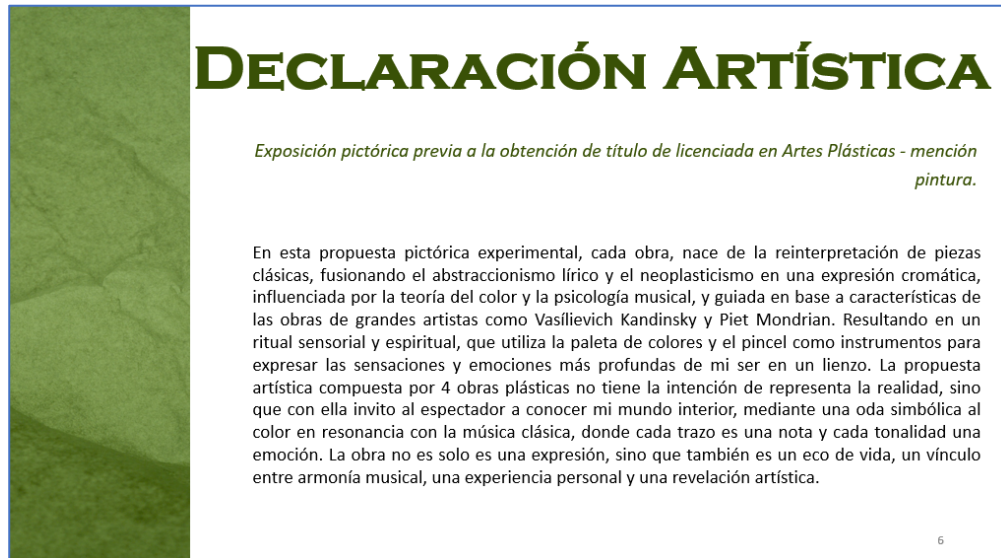 DECLARACIÓN ARTÍSTICA
Exposición pictórica previa a la obtención de título de licenciada en Artes Plásticas - mención
pintura.
En esta propuesta pictórica experimental, cada obra, nace de la reinterpretación de piezas
clásicas, fusionando el abstraccionismo lírico y el neoplasticismo en una expresión cromática,
influenciada por la teoría del color y la psicología musical, y guiada en base a características de
las obras de grandes artistas como Vasílievich Kandinsky y Piet Mondrian. Resultando en un
ritual sensorial y espiritual, que utiliza la paleta de colores y el pincel como instrumentos para
expresar las sensaciones y emociones más profundas de mi ser en un lienzo. La propuesta
artística compuesta por 4 obras plásticas no tiene la intención de representa la realidad, sino
que con ella invito al espectador a conocer mi mundo interior, mediante una oda simbólica al
color en resonancia con la música clásica, donde cada trazo es una nota y cada tonalidad una
emoción. La obra no es solo es una expresión, sino que también es un eco de vida, un vínculo
entre armonía musical, una experiencia personal y una revelación artística.
6